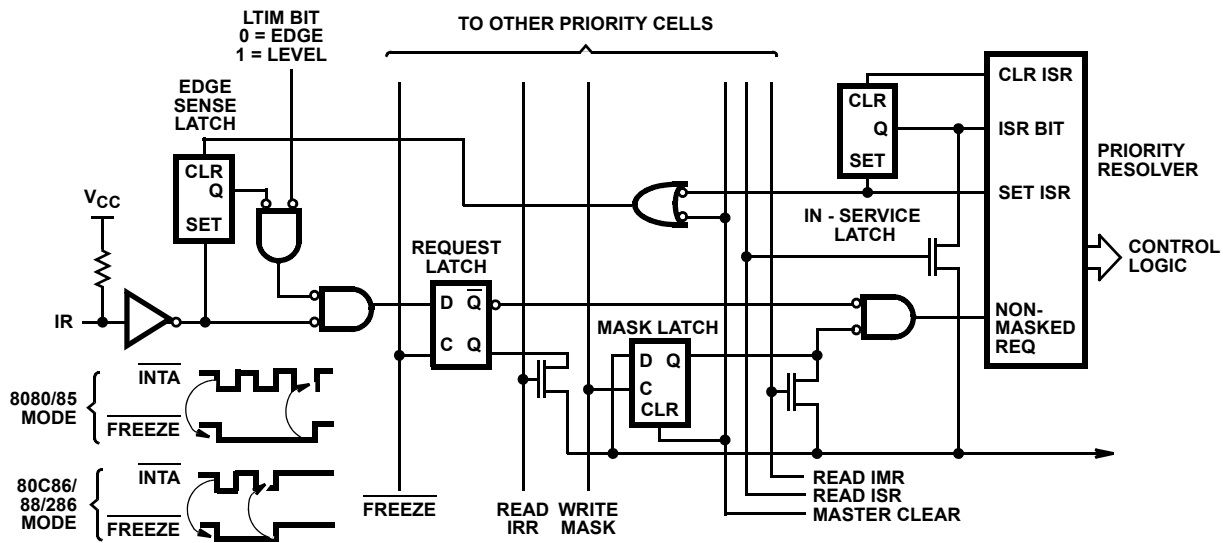 LTIM BIT
0 = EDGE
1 = LEVEL
TO OTHER PRIORITY CELLS
EDGE
SENSE
LATCH
CLR
Q
SET
VCC
IR
REQUEST
LATCH
D Q
C Q
MASK LATCH
D Q
C
CLR
CLR
Q
SET
IN - SERVICE
LATCH
CLR ISR
ISR BIT
SET ISR
NON-
MASKED
REQ
PRIORITY
RESOLVER
CONTROL
LOGIC
8080/85
MODE
INTA
FREEZE
80C86/
88/286
MODE
INTA
FREEZE
FREEZE
READ
IRR
WRITE
MASK
READ IMR
READ ISR
MASTER CLEAR